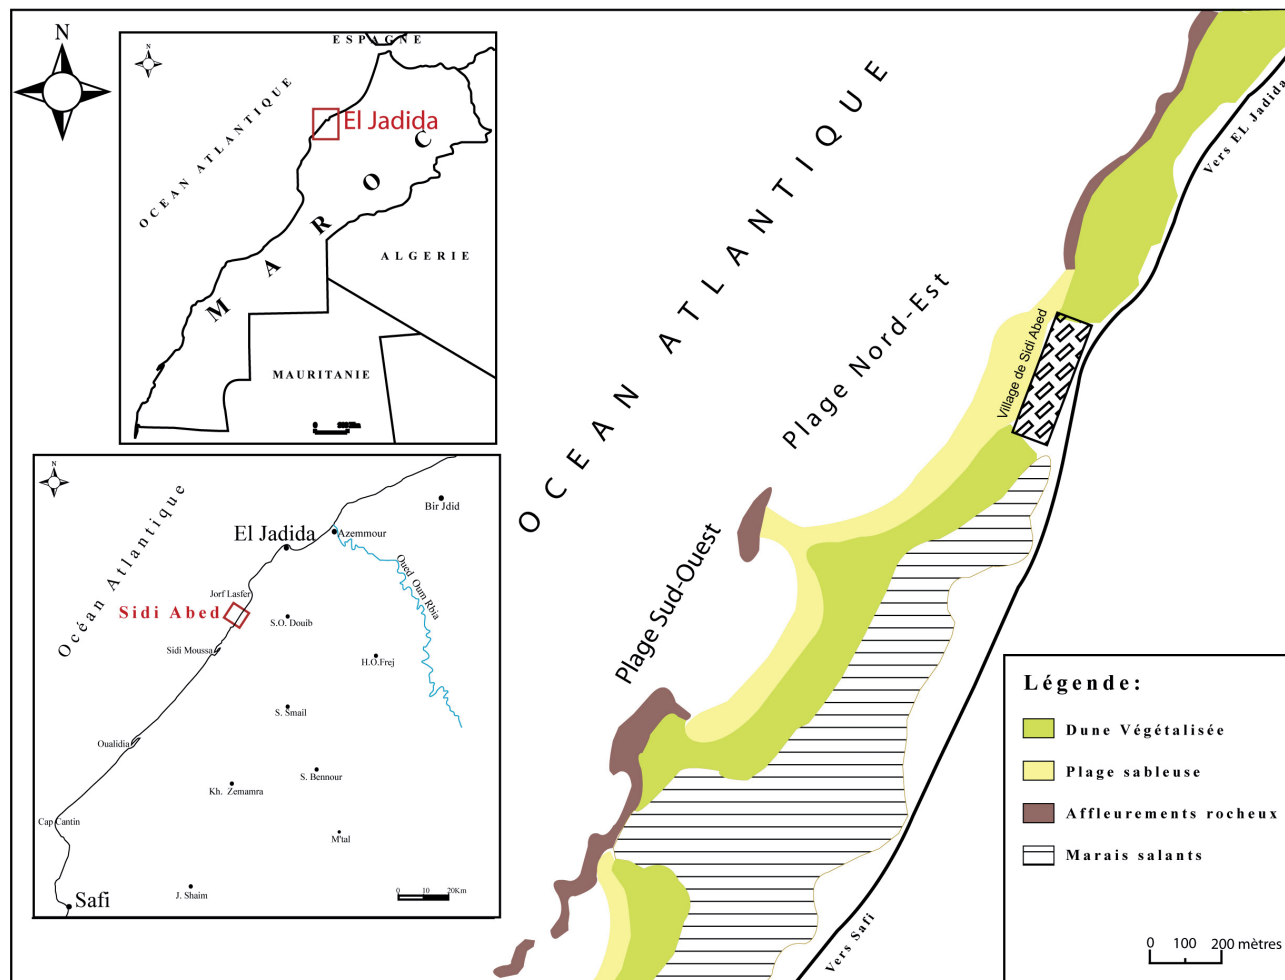 N
N
ESPAGNE
OCEAN ATLANTIQUE
El Jadida
MAROC
ALGERIE
MAURITANIE
0
N
Océan Atlantique
Bir Jdid
El Jadida
Azemmour
Oued Oum Rbia
Jorf Lasfer
Sidi Abed
S.O. Douib
Sidi Moussa
H.O.Frej
S. Smail
Oualidia
S. Bennour
Kh. Zemamra
Cap Cantin
M'tal
J. Shaim
Safi
0 10 20Km
OCEAN ATLANTIQUE
Vers EL Jadida
Plage Nord-Est
Village de Sidi Abed
Plage Sud-Ouest
Vers Safi
Légende:
Dune Végétalisée
Plage sableuse
Affleurements rocheux
Marais salants
0 100 200 mètres